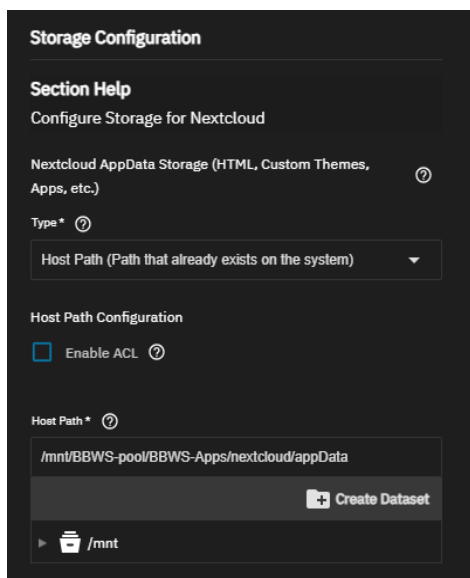 Storage Configuration
Section Help
Configure Storage for Nextcloud
Nextcloud AppData Storage (HTML, Custom Themes,
Apps, etc.)
Type*
Host Path (Path that already exists on the system)
Host Path Configuration
Enable ACL
Host Path*
/mnt/BBWS-pool/BBWS-Apps/nextcloud/appData
Create Dataset
/mnt